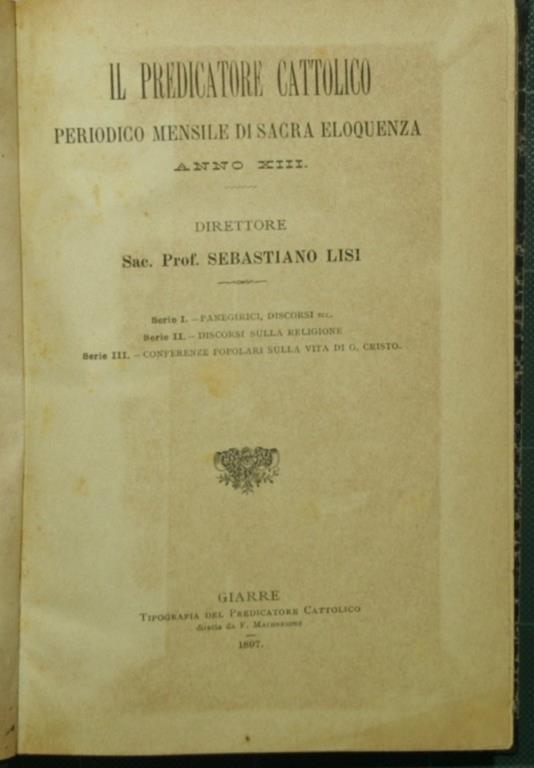 IL PREDICATORE CATTOLICO
PERIODICO MENSILE DI SACRA ELOQUENZA
ANNO XIII.
DIRETTORE
Sac. Prof. SEBASTIANO LISI
Serie I. – PANEGIRICI, DISCORSI ecc.
Serie II. – DISCORSI SULLA RELIGIONE
Serie III. – CONFERENZE POPOLARI SULLA VITA DI G. CRISTO.
GIARRE
TIPOGRAFIA DEL PREDICATORE CATTOLICO
diretta da F. MACHERIONE
1897.